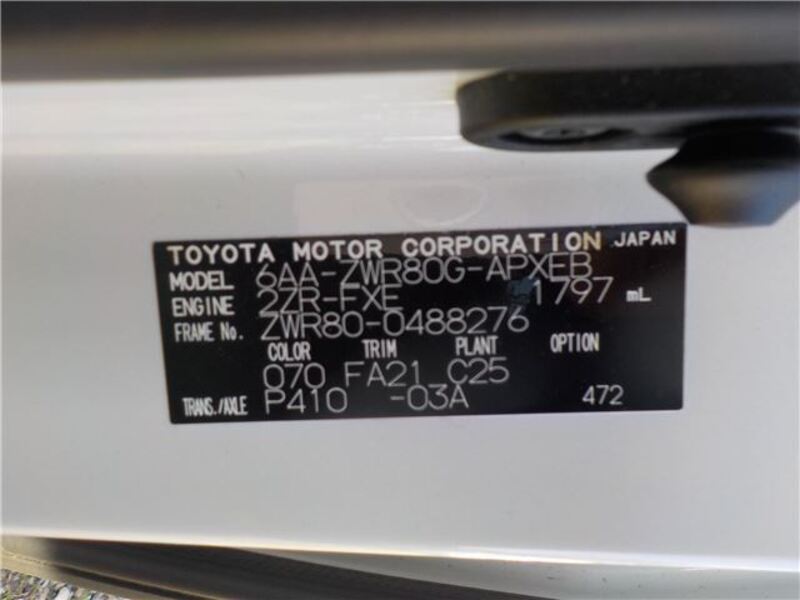 TOYOTA MOTOR CORPORATION JAPAN
MODEL 6AA-ZWR80G-APXEB
ENGINE 2ZR-FXE 1797 mL
FRAME No. ZWR80-0488276
COLOR TRIM PLANT OPTION
070 FA21 C25
TRANS./AXLE P410 -03A 472